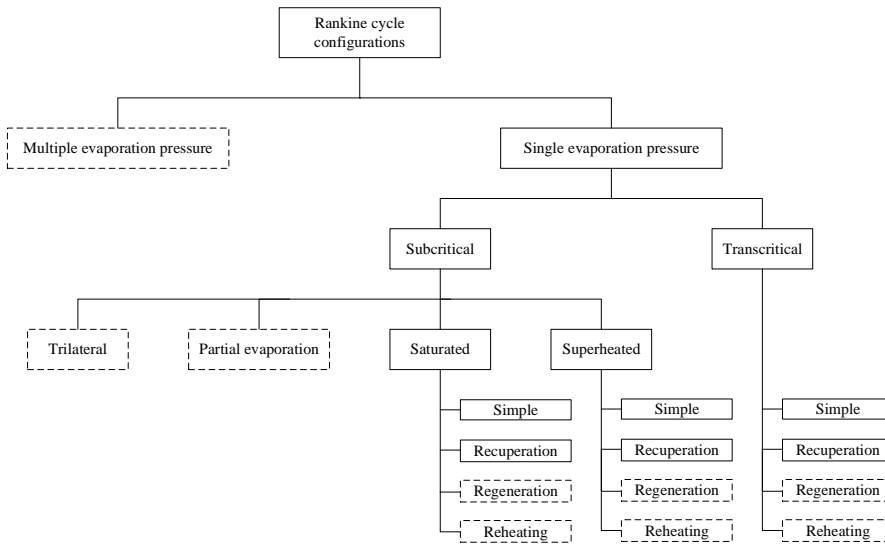 Rankine cycle
configurations
Multiple evaporation pressure
Single evaporation pressure
Subcritical
Transcritical
Trilateral
Partial evaporation
Saturated
Superheated
Simple
Simple
Simple
Recuperation
Recuperation
Recuperation
Regeneration
Regeneration
Regeneration
Reheating
Reheating
Reheating